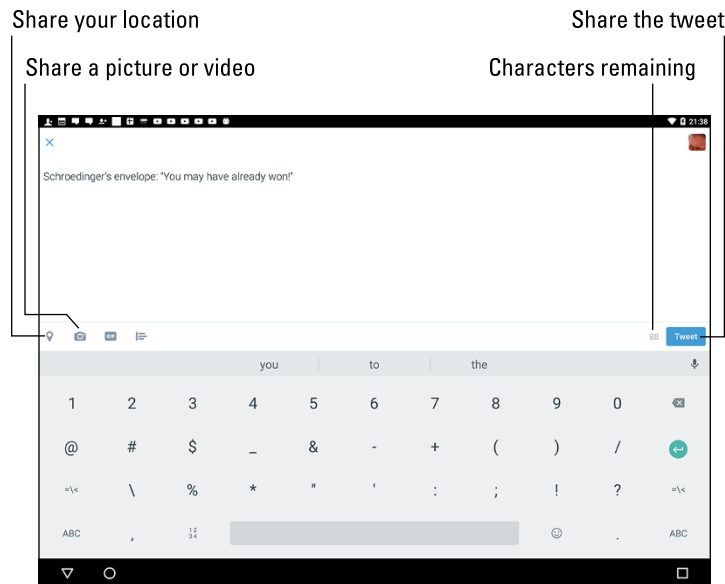 Share your location
Share the tweet
Share a picture or video
Characters remaining
21:38
Schroedinger's envelope: "You may have already won!"
GIF
88
Tweet
you to the
1 2 3 4 5 6 7 8 9 0
@ # $ _ & - + ( ) /
=\< \ % * " ' : ; ! ? =\<
ABC , 12 34 . ABC